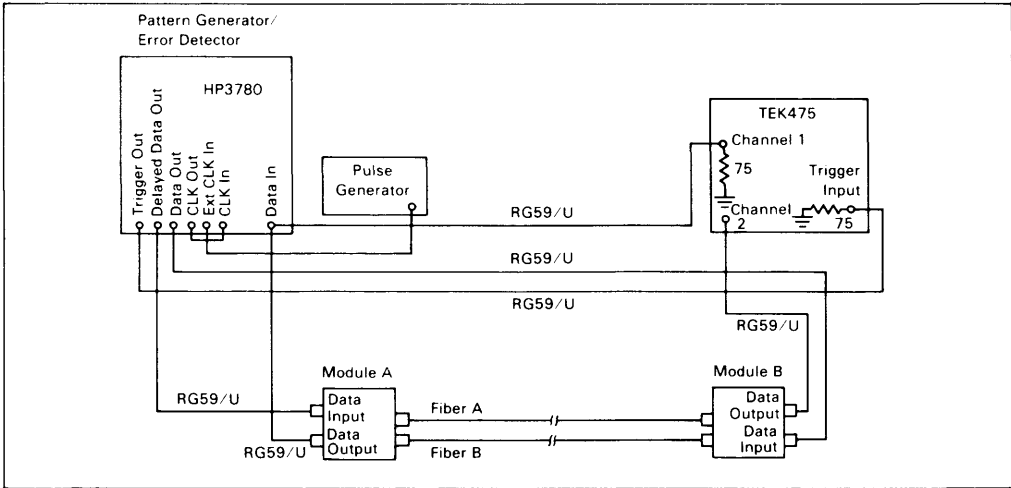 Pattern Generator/
Error Detector
HP3780
Trigger Out
Delayed Data Out
Data Out
CLK Out
Ext CLK In
CLK In
Data In
Pulse
Generator
RG59/U
TEK475
Channel 1
75
Trigger
Input
Channel
2
75
RG59/U
RG59/U
RG59/U
Module A
Module B
RG59/U
Data
Input
Data
Output
RG59/U
Fiber A
Fiber B
Data
Output
Data
Input